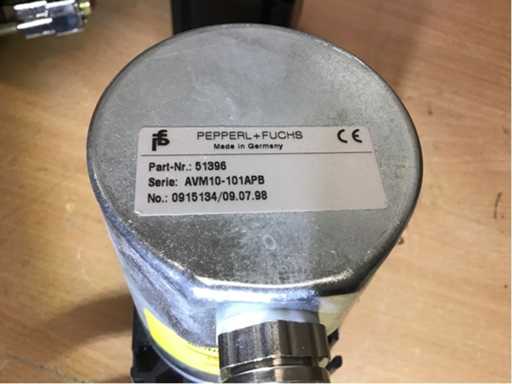 PEPPERL+FUCHS
Made in Germany
CE
Part-Nr.: 51396
Serie: AVM10-101APB
No.: 0915134/09.07.98